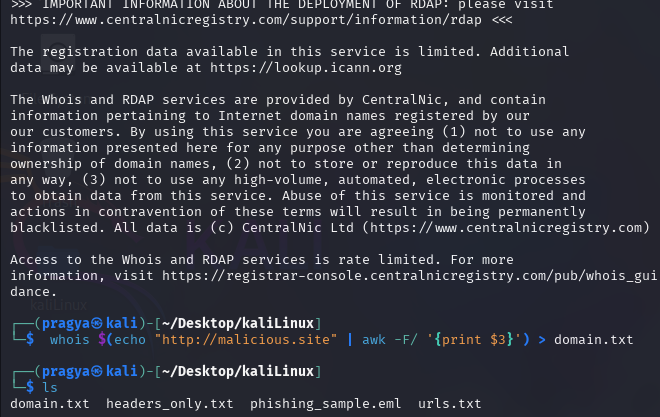 >>> IMPORTANT INFORMATION ABOUT THE DEPLOYMENT OF RDAP: please visit
https://www.centralnicregistry.com/support/information/rdap <<<
The registration data available in this service is limited. Additional
data may be available at https://lookup.icann.org
The Whois and RDAP services are provided by CentralNic, and contain
information pertaining to Internet domain names registered by our
our customers. By using this service you are agreeing (1) not to use any
information presented here for any purpose other than determining
ownership of domain names, (2) not to store or reproduce this data in
any way, (3) not to use any high-volume, automated, electronic processes
to obtain data from this service. Abuse of this service is monitored and
actions in contravention of these terms will result in being permanently
blacklisted. All data is (c) CentralNic Ltd (https://www.centralnicregistry.com)
Access to the Whois and RDAP services is rate limited. For more
information, visit https://registrar-console.centralnicregistry.com/pub/whois_gui
dance.
┌──(pragya㉿kali)-[~/Desktop/kaliLinux]
└─$ whois $(echo "http://malicious.site" | awk -F/ '{print $3}') > domain.txt
┌──(pragya㉿kali)-[~/Desktop/kaliLinux]
└─$ ls
domain.txt  headers_only.txt  phishing_sample.eml  urls.txt